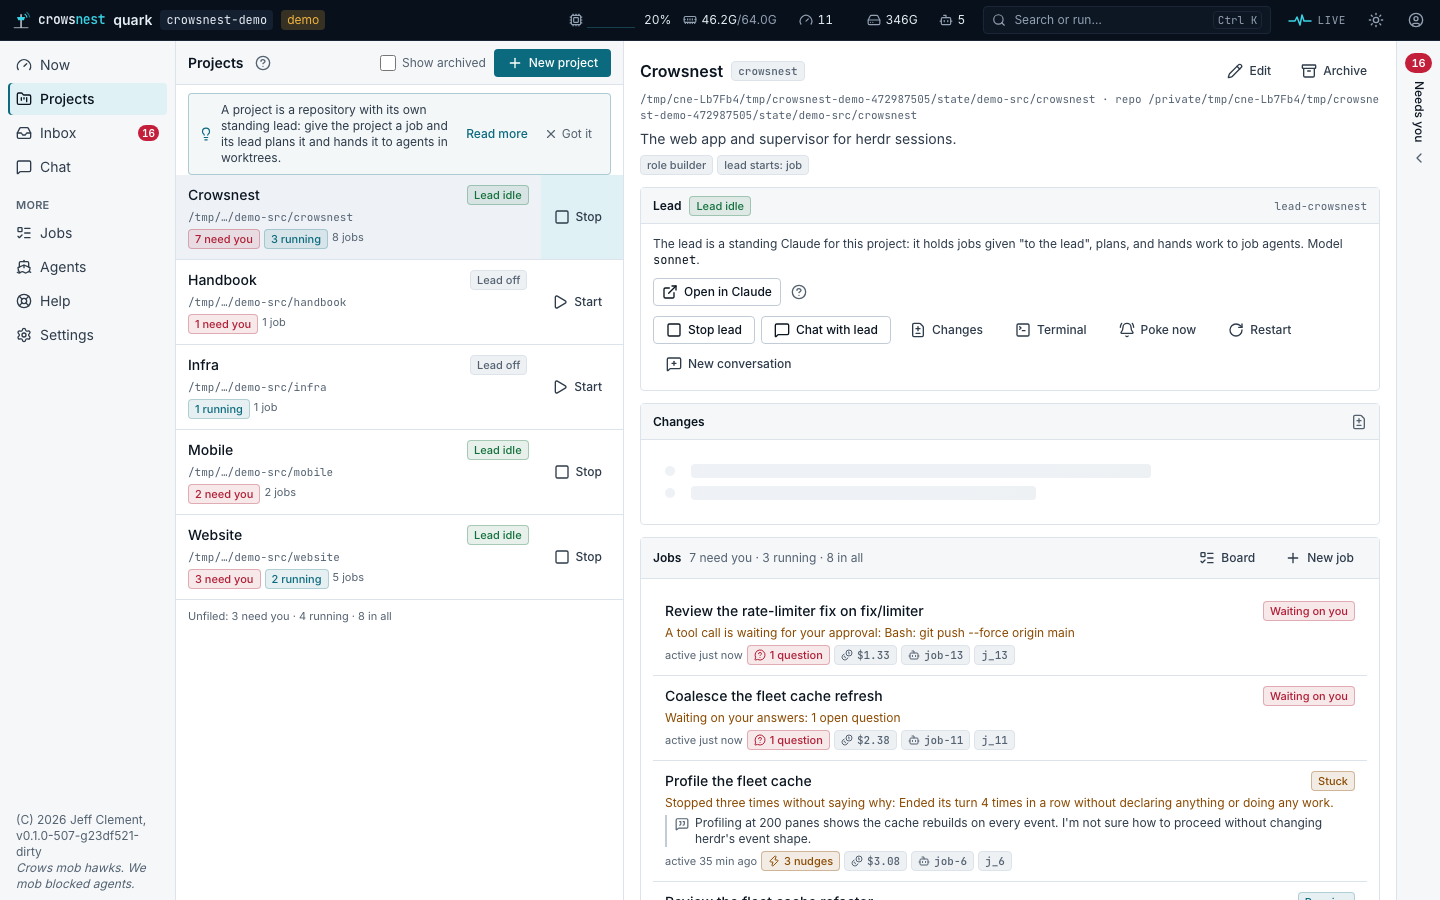 crowsnest quark crowsnest-demo demo 20% 46.2G/64.0G 11 346G 5 Search or run... Ctrl K LIVE
Now
Projects
Inbox 16
Chat
MORE
Jobs
Agents
Help
Settings
(C) 2026 Jeff Clement,
v0.1.0-507-g23df521-
dirty
Crows mob hawks. We
mob blocked agents.
Projects Show archived New project
A project is a repository with its own
standing lead: give the project a job and
its lead plans it and hands it to agents in
worktrees.
Read more Got it
Crowsnest Lead idle
/tmp/…/demo-src/crowsnest Stop
7 need you 3 running 8 jobs
Handbook Lead off
/tmp/…/demo-src/handbook Start
1 need you 1 job
Infra Lead off
/tmp/…/demo-src/infra Start
1 running 1 job
Mobile Lead idle
/tmp/…/demo-src/mobile Stop
2 need you 2 jobs
Website Lead idle
/tmp/…/demo-src/website Stop
3 need you 2 running 5 jobs
Unfiled: 3 need you · 4 running · 8 in all
Crowsnest crowsnest Edit Archive
/tmp/cne-Lb7Fb4/tmp/crowsnest-demo-472987505/state/demo-src/crowsnest · repo /private/tmp/cne-Lb7Fb4/tmp/crowsne
st-demo-472987505/state/demo-src/crowsnest
The web app and supervisor for herdr sessions.
role builder lead starts: job
Lead Lead idle lead-crowsnest
The lead is a standing Claude for this project: it holds jobs given "to the lead", plans, and hands work to job agents. Model
sonnet.
Open in Claude
Stop lead Chat with lead Changes Terminal Poke now Restart
New conversation
Changes
Jobs 7 need you · 3 running · 8 in all Board New job
Review the rate-limiter fix on fix/limiter Waiting on you
A tool call is waiting for your approval: Bash: git push --force origin main
active just now 1 question $1.33 job-13 j_13
Coalesce the fleet cache refresh Waiting on you
Waiting on your answers: 1 open question
active just now 1 question $2.38 job-11 j_11
Profile the fleet cache Stuck
Stopped three times without saying why: Ended its turn 4 times in a row without declaring anything or doing any work.
Profiling at 200 panes shows the cache rebuilds on every event. I'm not sure how to proceed without changing
herdr's event shape.
active 35 min ago 3 nudges $3.08 job-6 j_6
16
Needs you